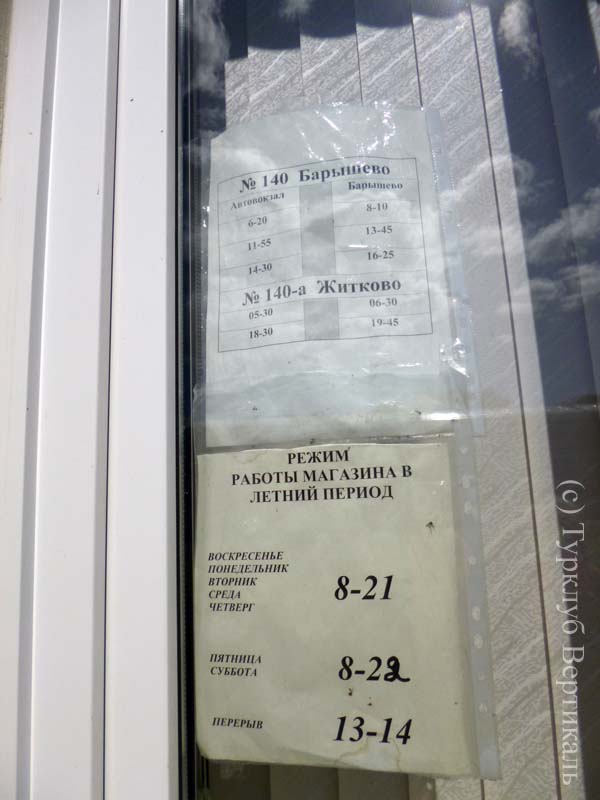 № 140 Барышево
Автовокзал Барышево
6-20 8-10
11-55 13-45
14-30 16-25
№ 140-а Житково
05-30 06-30
18-30 19-45
РЕЖИМ
РАБОТЫ МАГАЗИНА В
ЛЕТНИЙ ПЕРИОД
ВОСКРЕСЕНЬЕ
ПОНЕДЕЛЬНИК
ВТОРНИК
СРЕДА
ЧЕТВЕРГ
8-21
ПЯТНИЦА
СУББОТА
8-22
ПЕРЕРЫВ 13-14
(c) Турклуб Вертикаль